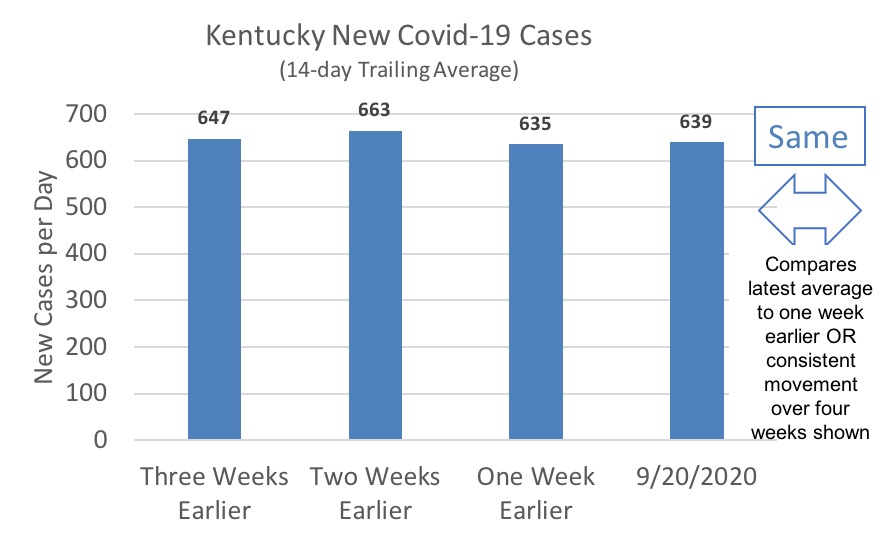 Kentucky New Covid-19 Cases
(14-day Trailing Average)
New Cases per Day
700
600
500
400
300
200
100
0
647
663
635
639
Three Weeks
Earlier
Two Weeks
Earlier
One Week
Earlier
9/20/2020
Same
Compares
latest average
to one week
earlier OR
consistent
movement
over four
weeks shown